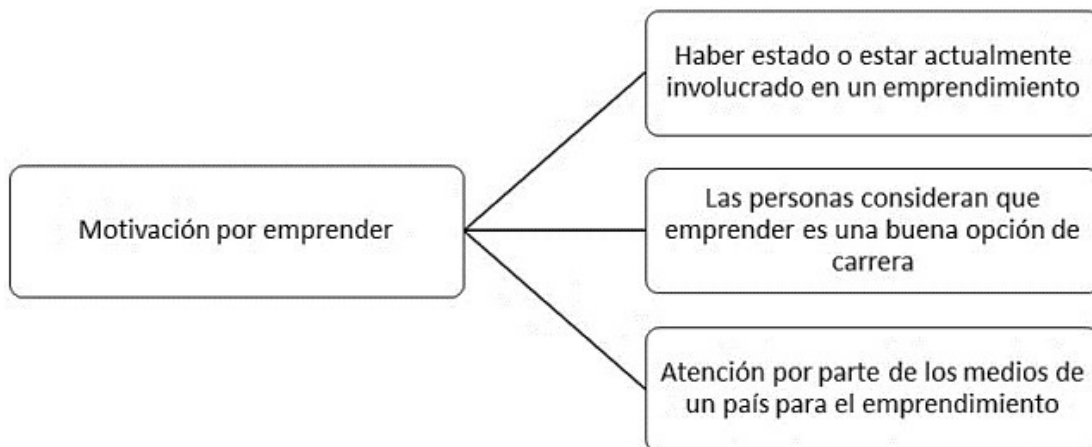 Haber estado o estar actualmente
involucrado en un emprendimiento
Motivación por emprender
Las personas consideran que
emprender es una buena opción de
carrera
Atención por parte de los medios de
un país para el emprendimiento